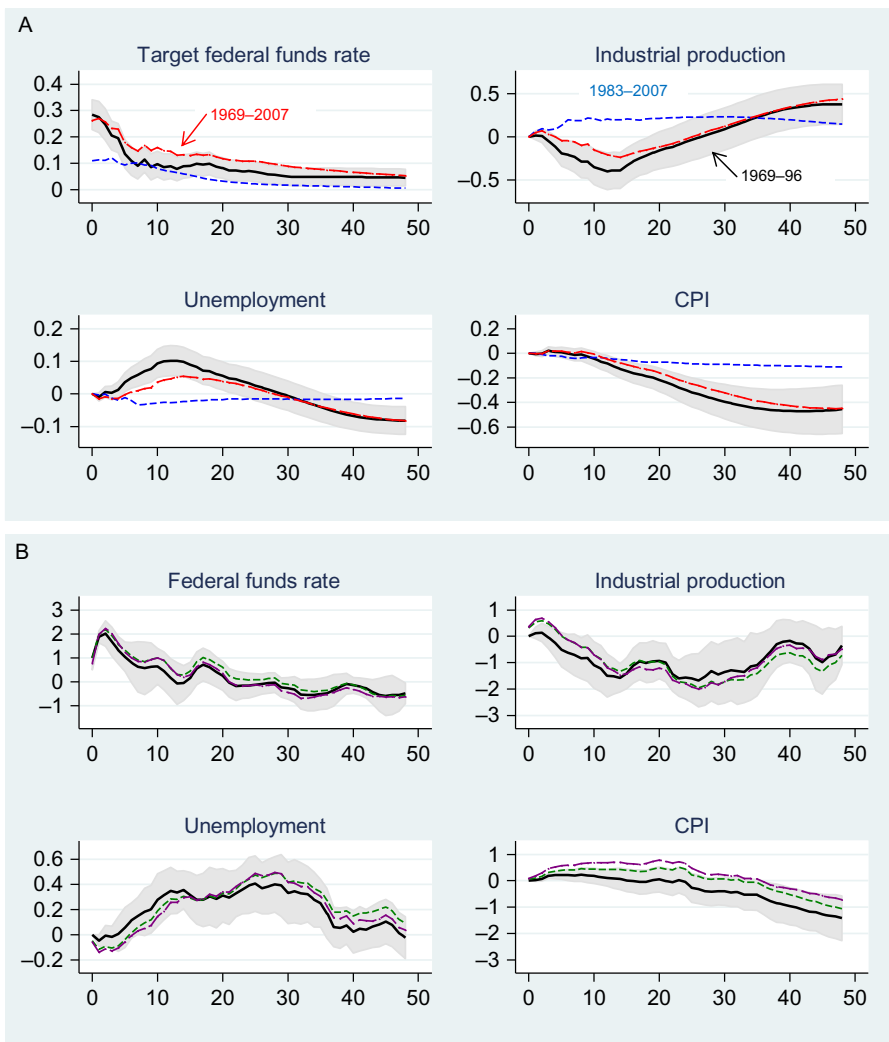 A
Target federal funds rate
0.4
0.3
0.2
0.1
0
1969–2007
0 10 20 30 40 50
Industrial production
0.5
0
–0.5
1983–2007
1969–96
0 10 20 30 40 50
Unemployment
0.2
0.1
0
–0.1
0 10 20 30 40 50
CPI
0.2
0
–0.2
–0.4
–0.6
0 10 20 30 40 50
B
Federal funds rate
3
2
1
0
–1
0 10 20 30 40 50
Industrial production
1
0
–1
–2
–3
0 10 20 30 40 50
Unemployment
0.6
0.4
0.2
0
–0.2
0 10 20 30 40 50
CPI
1
0
–1
–2
–3
0 10 20 30 40 50